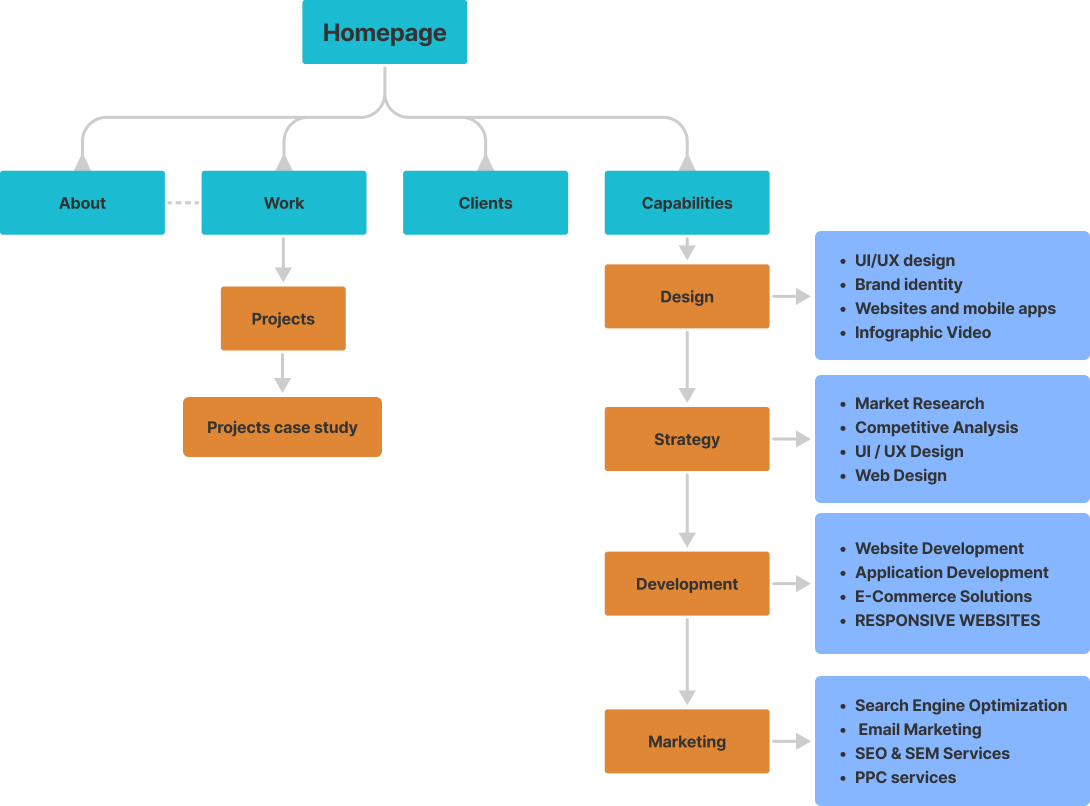 Homepage
About
Work
Clients
Capabilities
Projects
Projects case study
Design
• UI/UX design
• Brand identity
• Websites and mobile apps
• Infographic Video
Strategy
• Market Research
• Competitive Analysis
• UI / UX Design
• Web Design
Development
• Website Development
• Application Development
• E-Commerce Solutions
• RESPONSIVE WEBSITES
Marketing
• Search Engine Optimization
• Email Marketing
• SEO & SEM Services
• PPC services